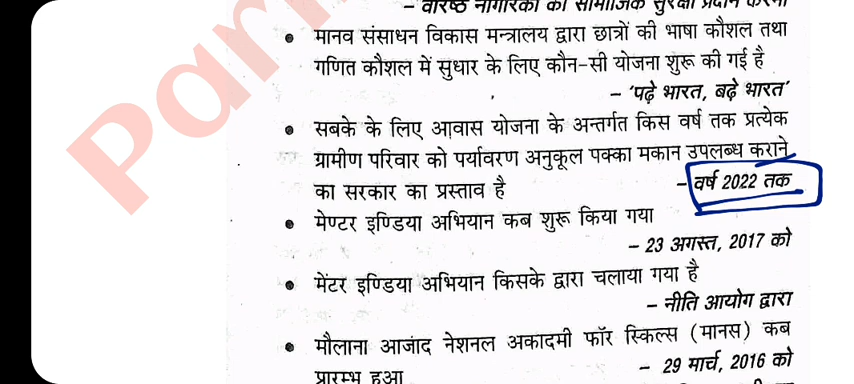 – वरिष्ठ नागरिकों को सामाजिक सुरक्षा प्रदान करना
मानव संसाधन विकास मन्त्रालय द्वारा छात्रों की भाषा कौशल तथा
गणित कौशल में सुधार के लिए कौन-सी योजना शुरू की गई है
– 'पढ़े भारत, बढ़े भारत'
सबके के लिए आवास योजना के अन्तर्गत किस वर्ष तक प्रत्येक
ग्रामीण परिवार को पर्यावरण अनुकूल पक्का मकान उपलब्ध कराने
का सरकार का प्रस्ताव है – वर्ष 2022 तक
मेण्टर इण्डिया अभियान कब शुरू किया गया
– 23 अगस्त, 2017 को
मेंटर इण्डिया अभियान किसके द्वारा चलाया गया है
– नीति आयोग द्वारा
मौलाना आजाद नेशनल अकादमी फॉर स्किल्स (मानस) कब
प्रारम्भ हुआ – 29 मार्च, 2016 को